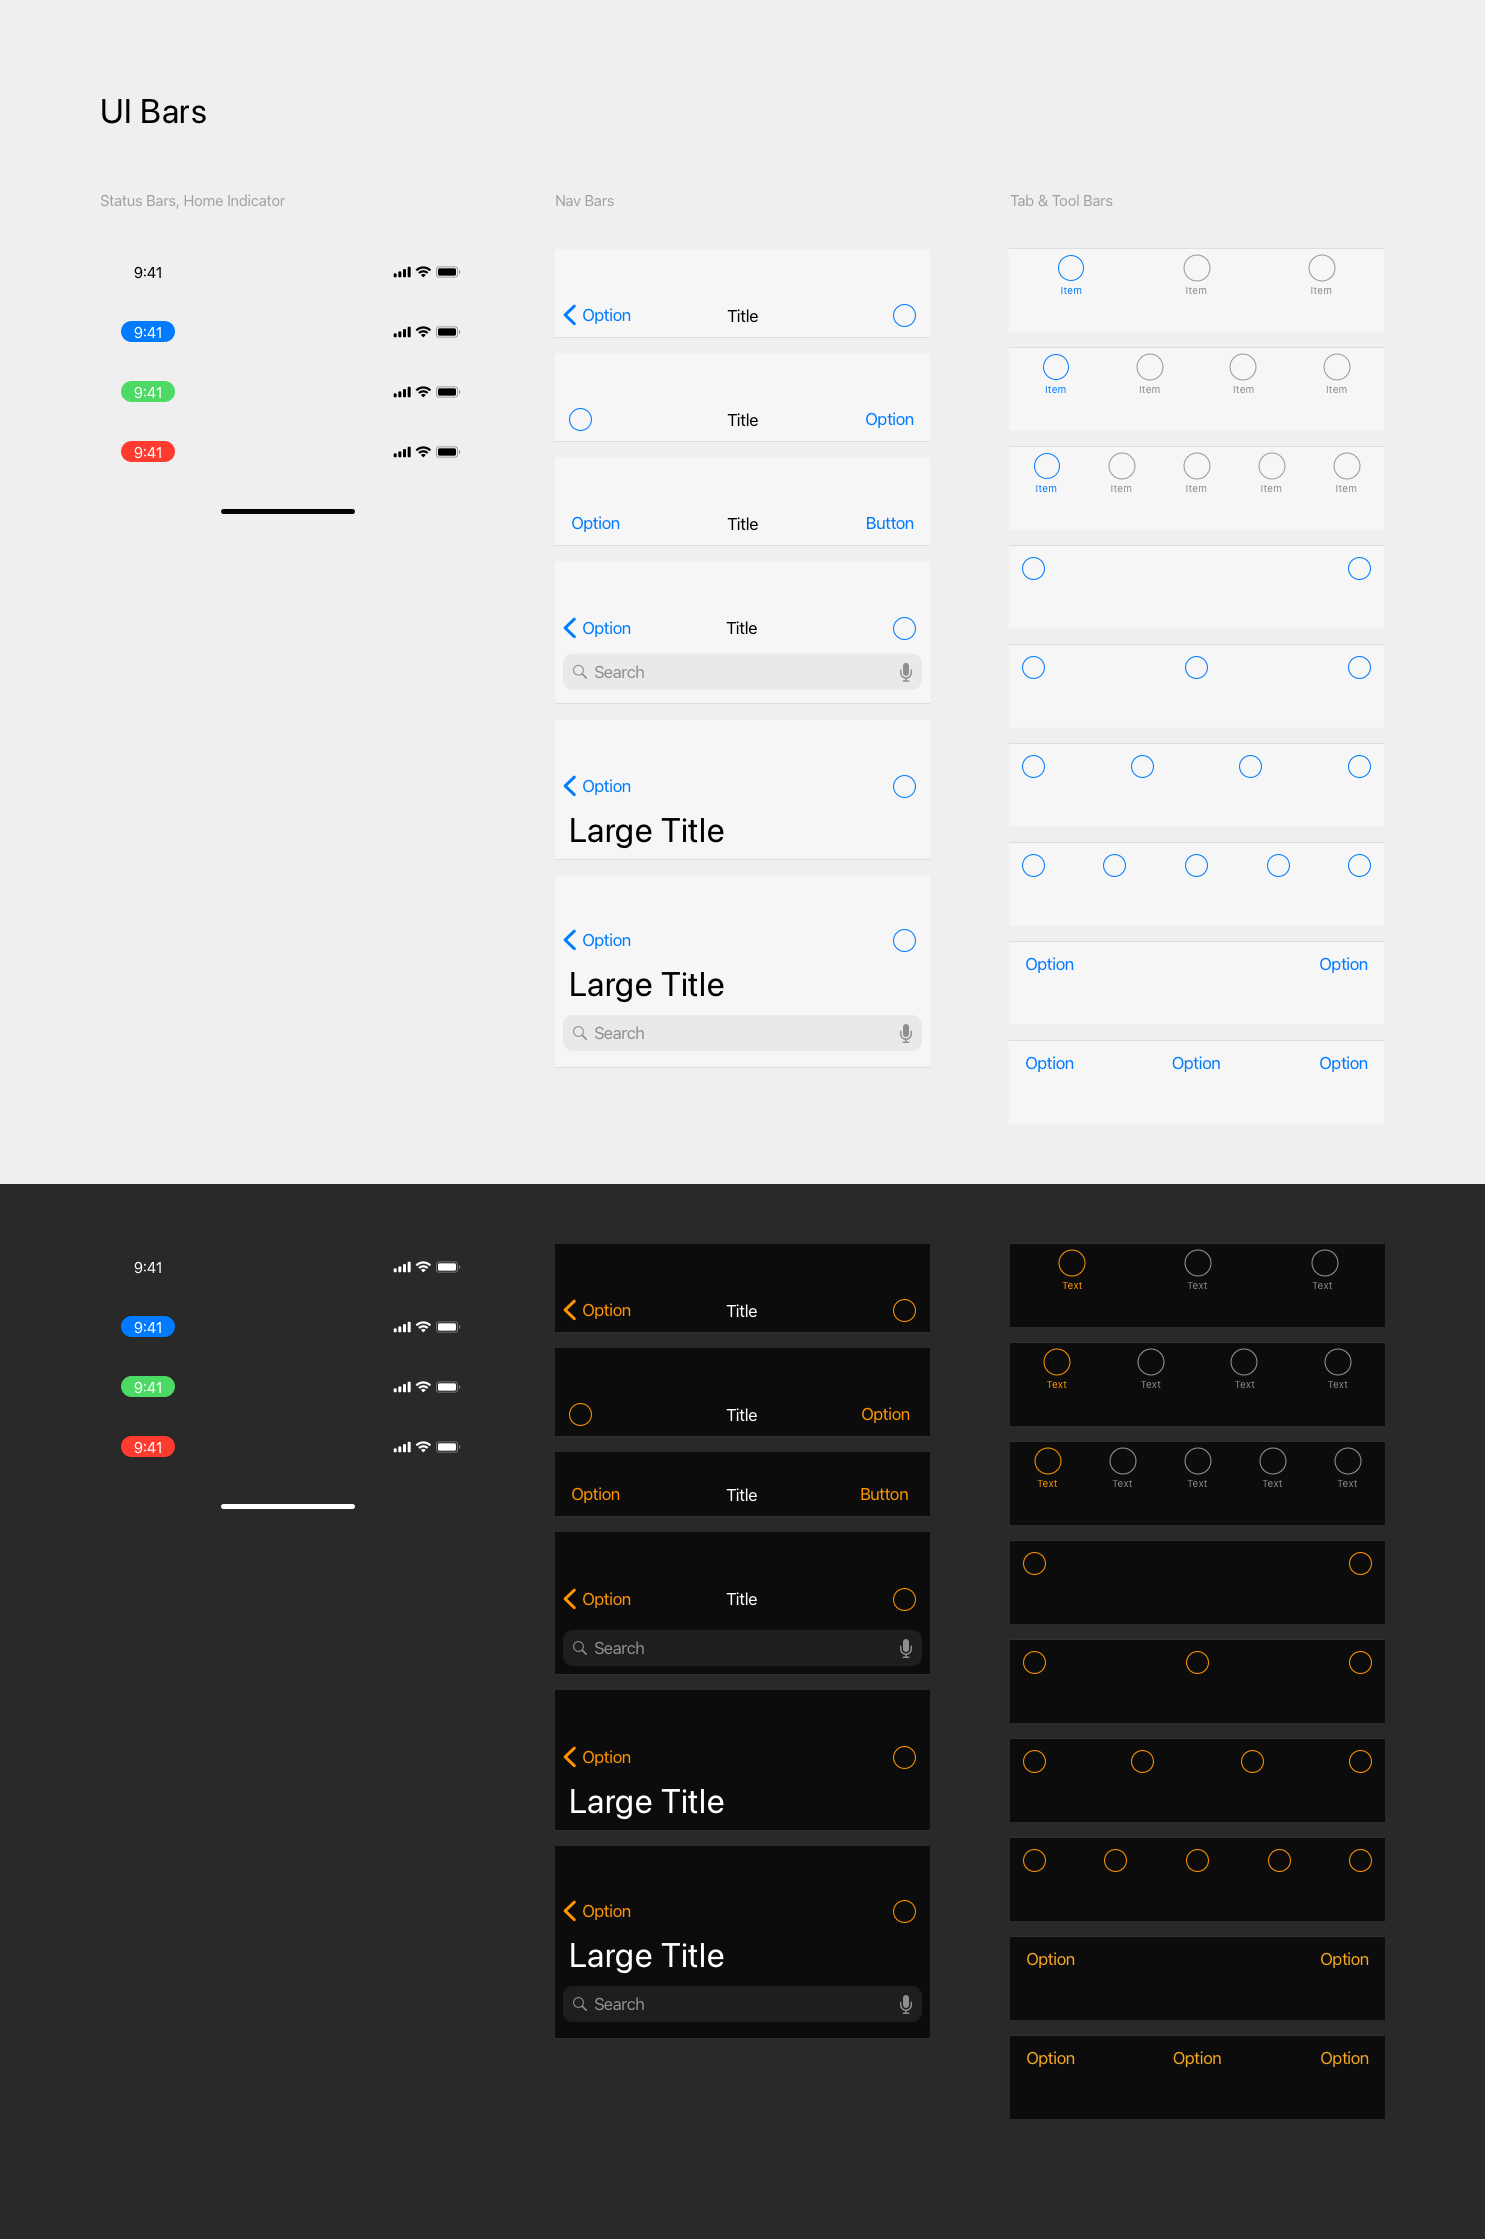 UI Bars
Status Bars, Home Indicator
9:41
9:41
9:41
9:41
Nav Bars
Option Title
Title Option
Option Title Button
Option Title
Search
Option
Large Title
Option
Large Title
Search
Tab & Tool Bars
Item Item Item
Item Item Item Item
Item Item Item Item Item
Option Option
Option Option Option
9:41
9:41
9:41
9:41
Option Title
Title Option
Option Title Button
Option Title
Search
Option
Large Title
Option
Large Title
Search
Text Text Text
Text Text Text Text
Text Text Text Text Text
Option Option
Option Option Option